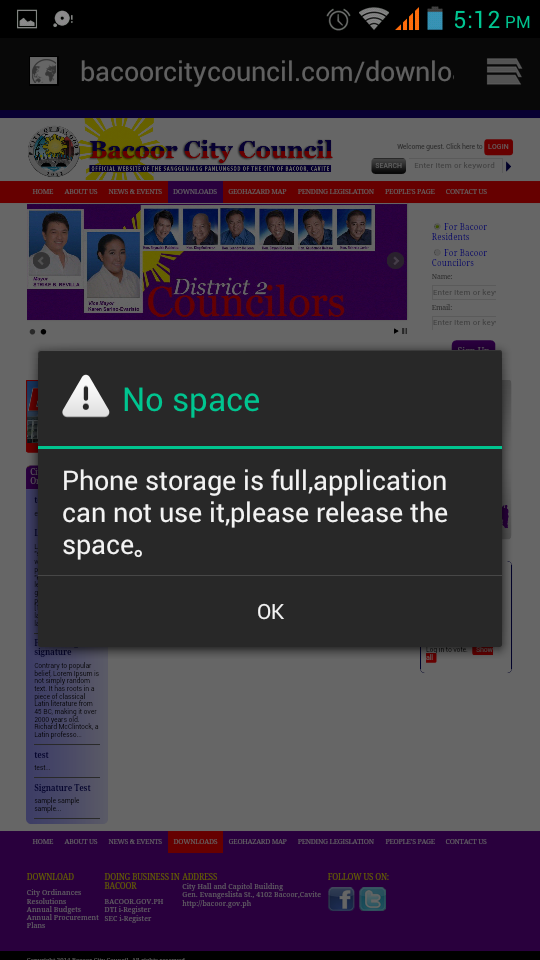 5:12 PM
bacoorcitycouncil.com/downlo
Bacoor City Council
OFFICIAL WEBSITE OF THE SANGGUNIANG PANLUNGSOD OF THE CITY OF BACOOR, CAVITE
Welcome guest. Click here to LOGIN
SEARCH Enter item or keyword
HOME ABOUT US NEWS & EVENTS DOWNLOADS GEOHAZARD MAP PENDING LEGISLATION PEOPLE'S PAGE CONTACT US
Mayor
Vice Mayor
District 2
Councilors
For Bacoor
Residents
For Bacoor
Councilors
Name:
Enter item or key
Email:
Enter item or key
Sign Up
No space
Phone storage is full,application
can not use it,please release the
space。
OK
Log in to vote.
signature
Contrary to popular
belief, Lorem Ipsum is
not simply random
text. It has roots in a
piece of classical
Latin literature from
45 BC, making it over
2000 years old.
Richard McClintock, a
Latin professo...
test
test...
Signature Test
sample sample
sample...
HOME ABOUT US NEWS & EVENTS DOWNLOADS GEOHAZARD MAP PENDING LEGISLATION PEOPLE'S PAGE CONTACT US
DOWNLOAD
City Ordinances
Resolutions
Annual Budgets
Annual Procurement
Plans
DOING BUSINESS IN
BACOOR
BACOOR.GOV.PH
DTI i-Register
SEC i-Register
ADDRESS
City Hall and Capitol Building
Gen. Evangelista St., 4102 Bacoor,Cavite
http://bacoor.gov.ph
FOLLOW US ON: